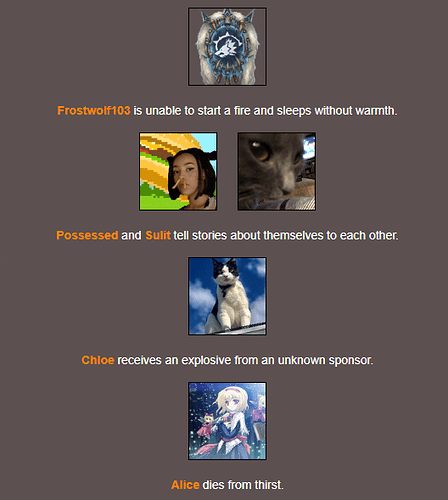 Frostwolf103 is unable to start a fire and sleeps without warmth.
Possessed and Sulit tell stories about themselves to each other.
Chloe receives an explosive from an unknown sponsor.
Alice dies from thirst.